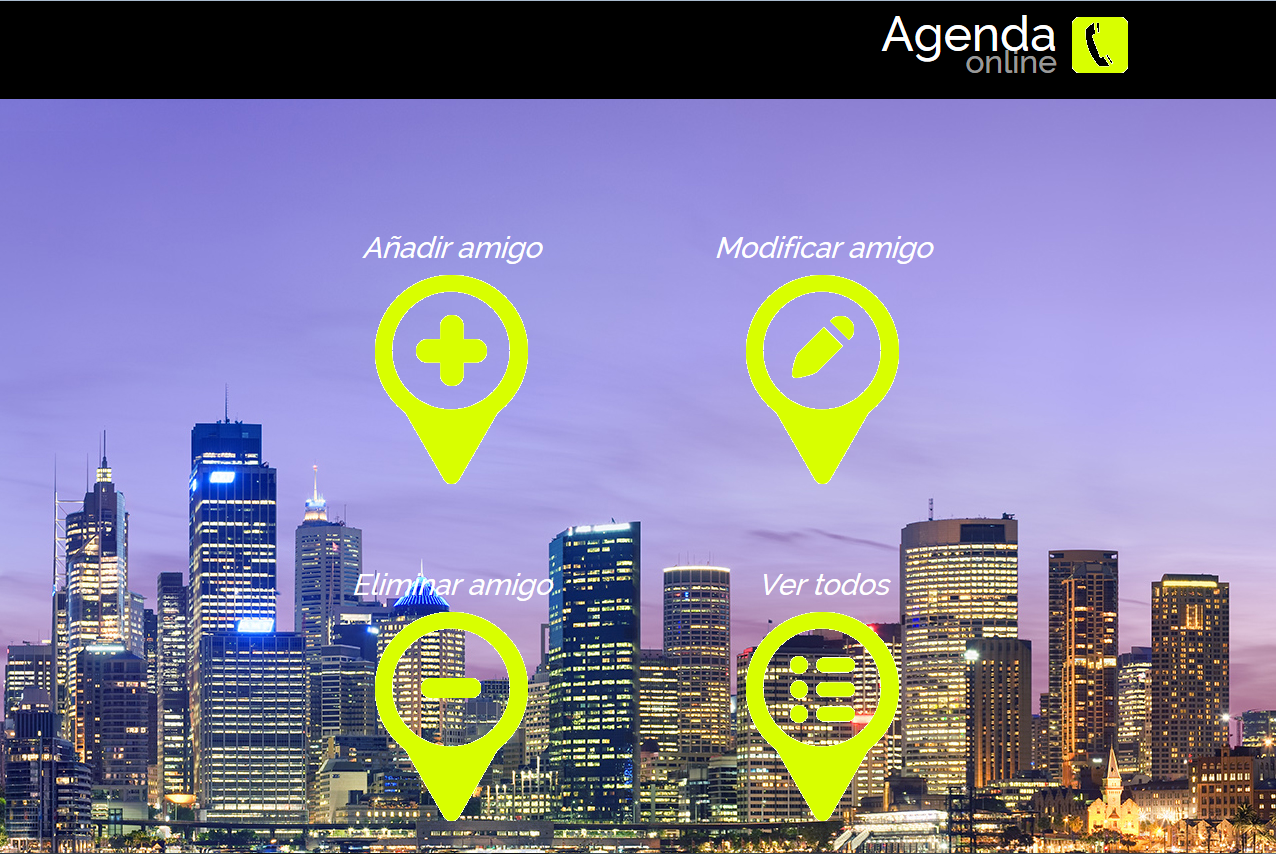 Agenda
online
Añadir amigo
Modificar amigo
Eliminar amigo
Ver todos